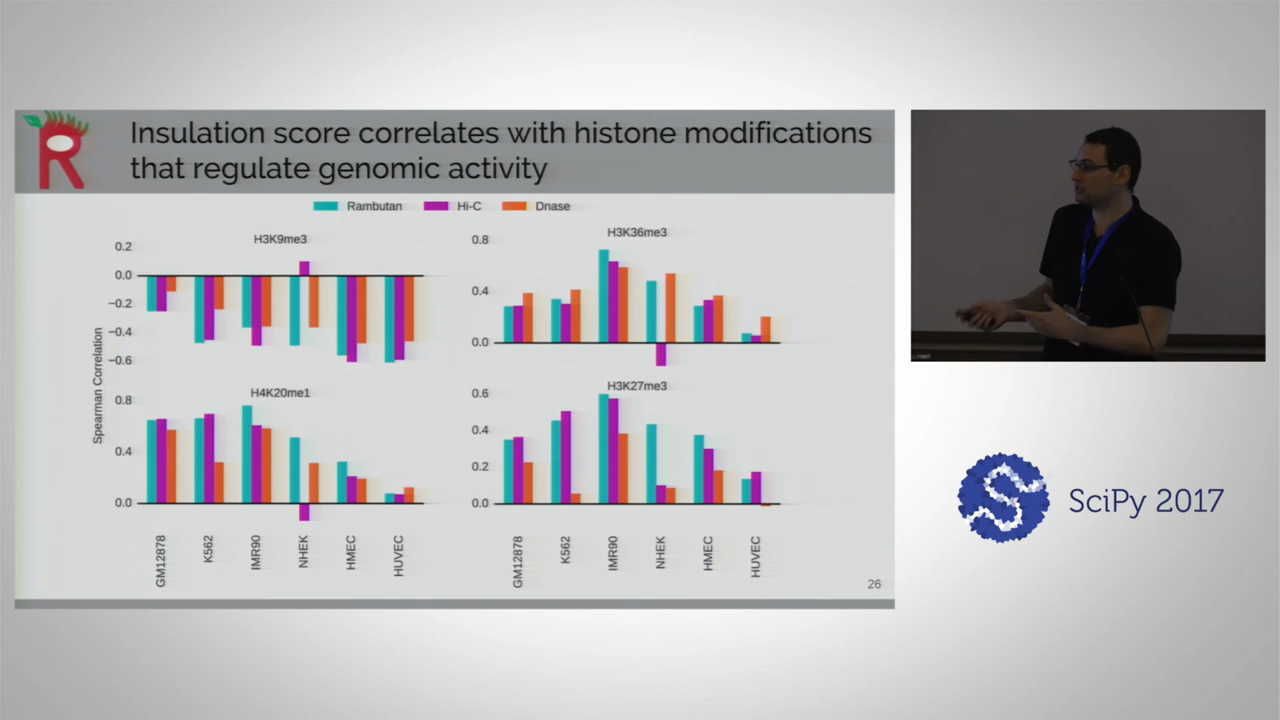 Insulation score correlates with histone modifications
that regulate genomic activity
Rambutan Hi-C Dnase
H3K9me3
0.2
0.0
−0.2
−0.4
−0.6
H3K36me3
0.8
0.4
0.0
Spearman Correlation
H4K20me1
0.8
0.4
0.0
GM12878
K562
IMR90
NHEK
HMEC
HUVEC
H3K27me3
0.6
0.4
0.2
0.0
GM12878
K562
IMR90
NHEK
HMEC
HUVEC
26
R
S
SciPy 2017